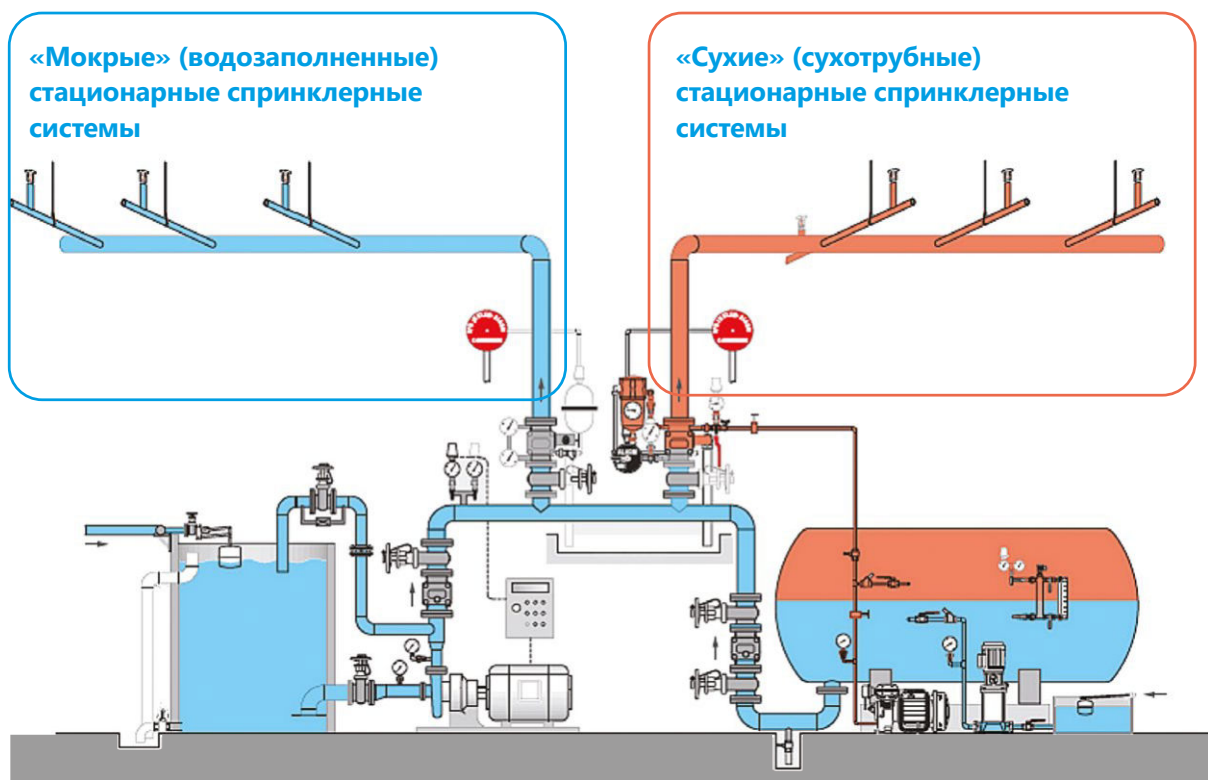 «Мокрые» (водозаполненные)
стационарные спринклерные
системы
«Сухие» (сухотрубные)
стационарные спринклерные
системы